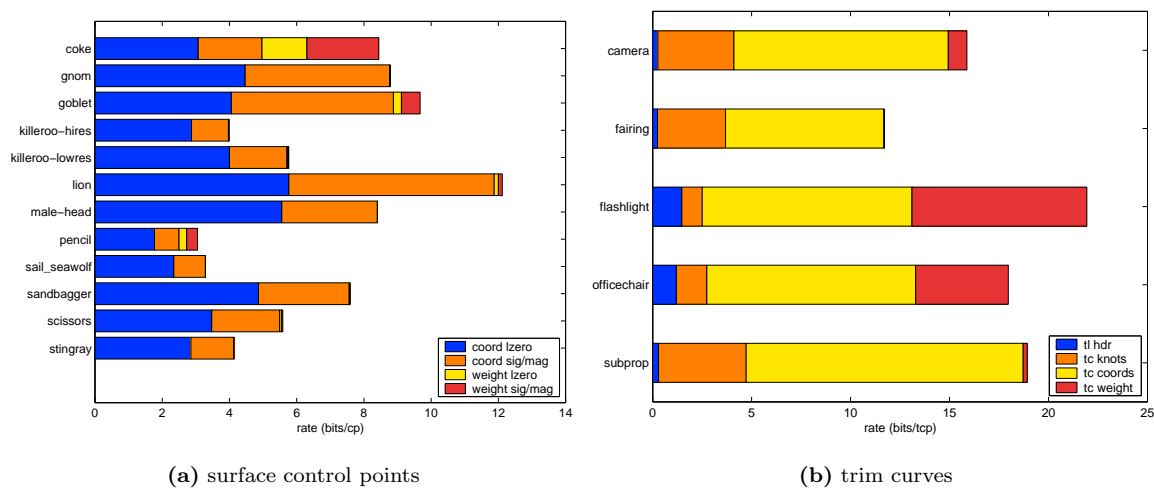 coke
gnom
goblet
killeroo−hires
killeroo−lowres
lion
male−head
pencil
sail_seawolf
sandbagger
scissors
stingray
coord lzero
coord sig/mag
weight lzero
weight sig/mag
0 2 4 6 8 10 12 14
rate (bits/cp)
(a) surface control points
camera
fairing
flashlight
officechair
subprop
tl hdr
tc knots
tc coords
tc weight
0 5 10 15 20 25
rate (bits/tcp)
(b) trim curves